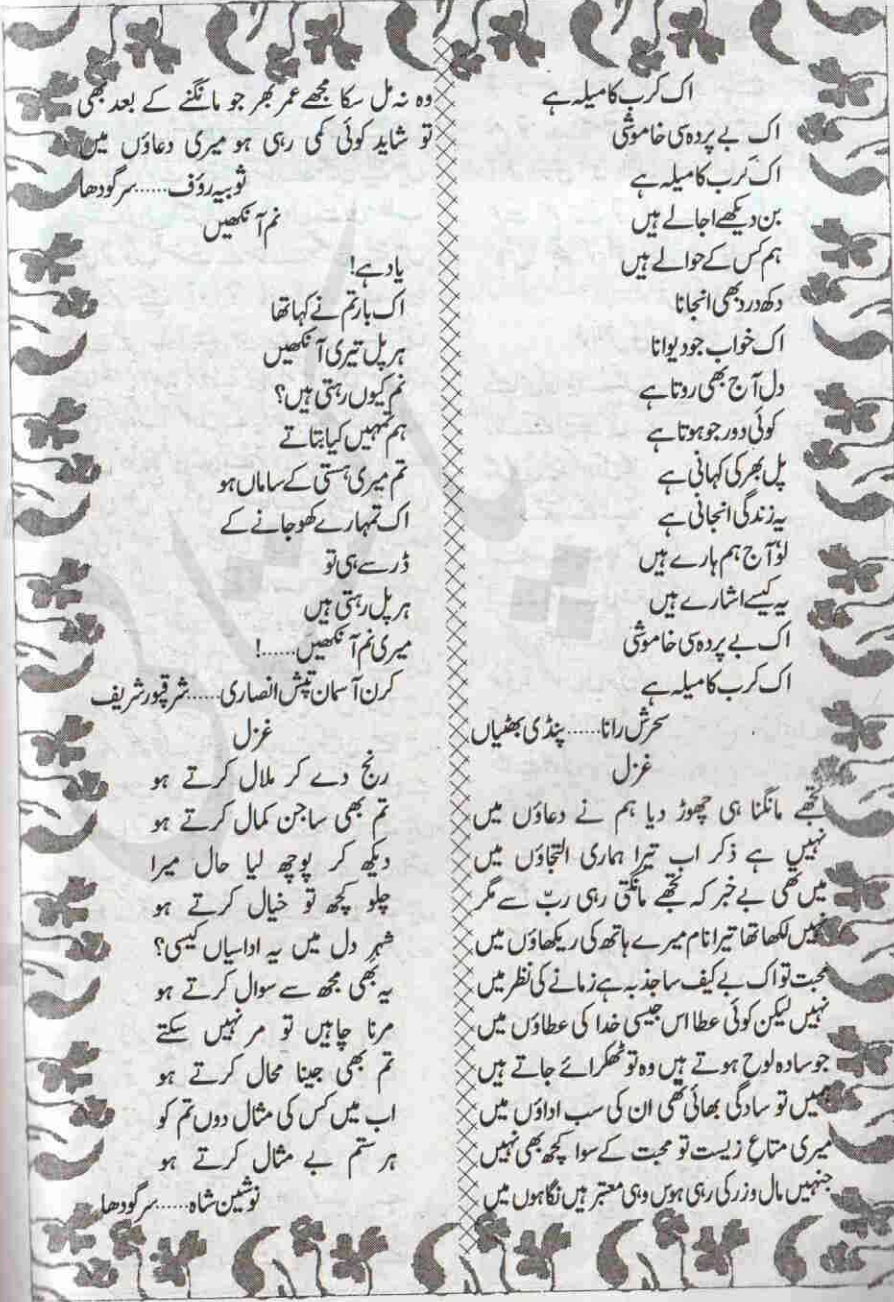 اک کرب کا میلہ ہے
اک بے پردہ سی خاموشی
اک کرب کا میلہ ہے
بن دیکھے اجالے ہیں
ہم کس کے حوالے ہیں
دکھ درد بھی انجانا
اک خواب جو دیوانا
دل آج بھی روتا ہے
کوئی دور جو ہوتا ہے
پل بھر کی کہانی ہے
یہ زندگی انجانی ہے
لو آج ہم ہارے ہیں
یہ کیسے اشارے ہیں
اک بے پردہ سی خاموشی
اک کرب کا میلہ ہے
سحرش رانا...... پنڈی بھٹیاں
غزل
تجھے مانگنا ہی چھوڑ دیا ہم نے دعاؤں میں
نہیں ہے ذکر اب تیرا ہماری التجاؤں میں
میں تھی بے خبر کہ تجھے مانگتی رہی ربّ سے مگر
نہیں لکھا تھا تیرا نام میرے ہاتھ کی ریکھاؤں میں
محبت تو اک بے کیف سا جذبہ ہے زمانے کی نظر میں
نہیں لیکن کوئی عطا اس جیسی خدا کی عطاؤں میں
جو سادہ لوح ہوتے ہیں وہ تو ٹھکرائے جاتے ہیں
ہمیں تو سادگی بھائی تھی ان کی سب اداؤں میں
میری متاعِ زیست تو محبت کے سوا کچھ بھی نہیں
جنہیں مال و زر کی رہی ہوس وہی معتبر ہیں نگاہوں میں
وہ نہ مل سکا مجھے عمر بھر جو مانگنے کے بعد بھی
تو شاید کوئی کمی رہی ہو میری دعاؤں میں
ثوبیہ رؤف...... سرگودھا
نم آنکھیں
یاد ہے!
اک بار تم نے کہا تھا
ہر پل تیری آنکھیں
نم کیوں رہتی ہیں؟
ہم تمہیں کیا بتاتے
تم میری ہستی کے ساماں ہو
اک تمہارے کھو جانے کے
ڈر سے ہی تو
ہر پل رہتی ہیں
میری نم آنکھیں......!
کرن آسمان تپش انصاری...... شرقپور شریف
غزل
رنج دے کر ملال کرتے ہو
تم بھی ساجن کمال کرتے ہو
دیکھ کر پوچھ لیا حال میرا
چلو کچھ تو خیال کرتے ہو
شہرِ دل میں یہ اداسیاں کیسی؟
یہ بھی مجھ سے سوال کرتے ہو
مرنا چاہیں تو مر نہیں سکتے
تم بھی جینا محال کرتے ہو
اب میں کس کی مثال دوں تم کو
ہر ستم بے مثال کرتے ہو
نوشین شاہ...... سرگودھا